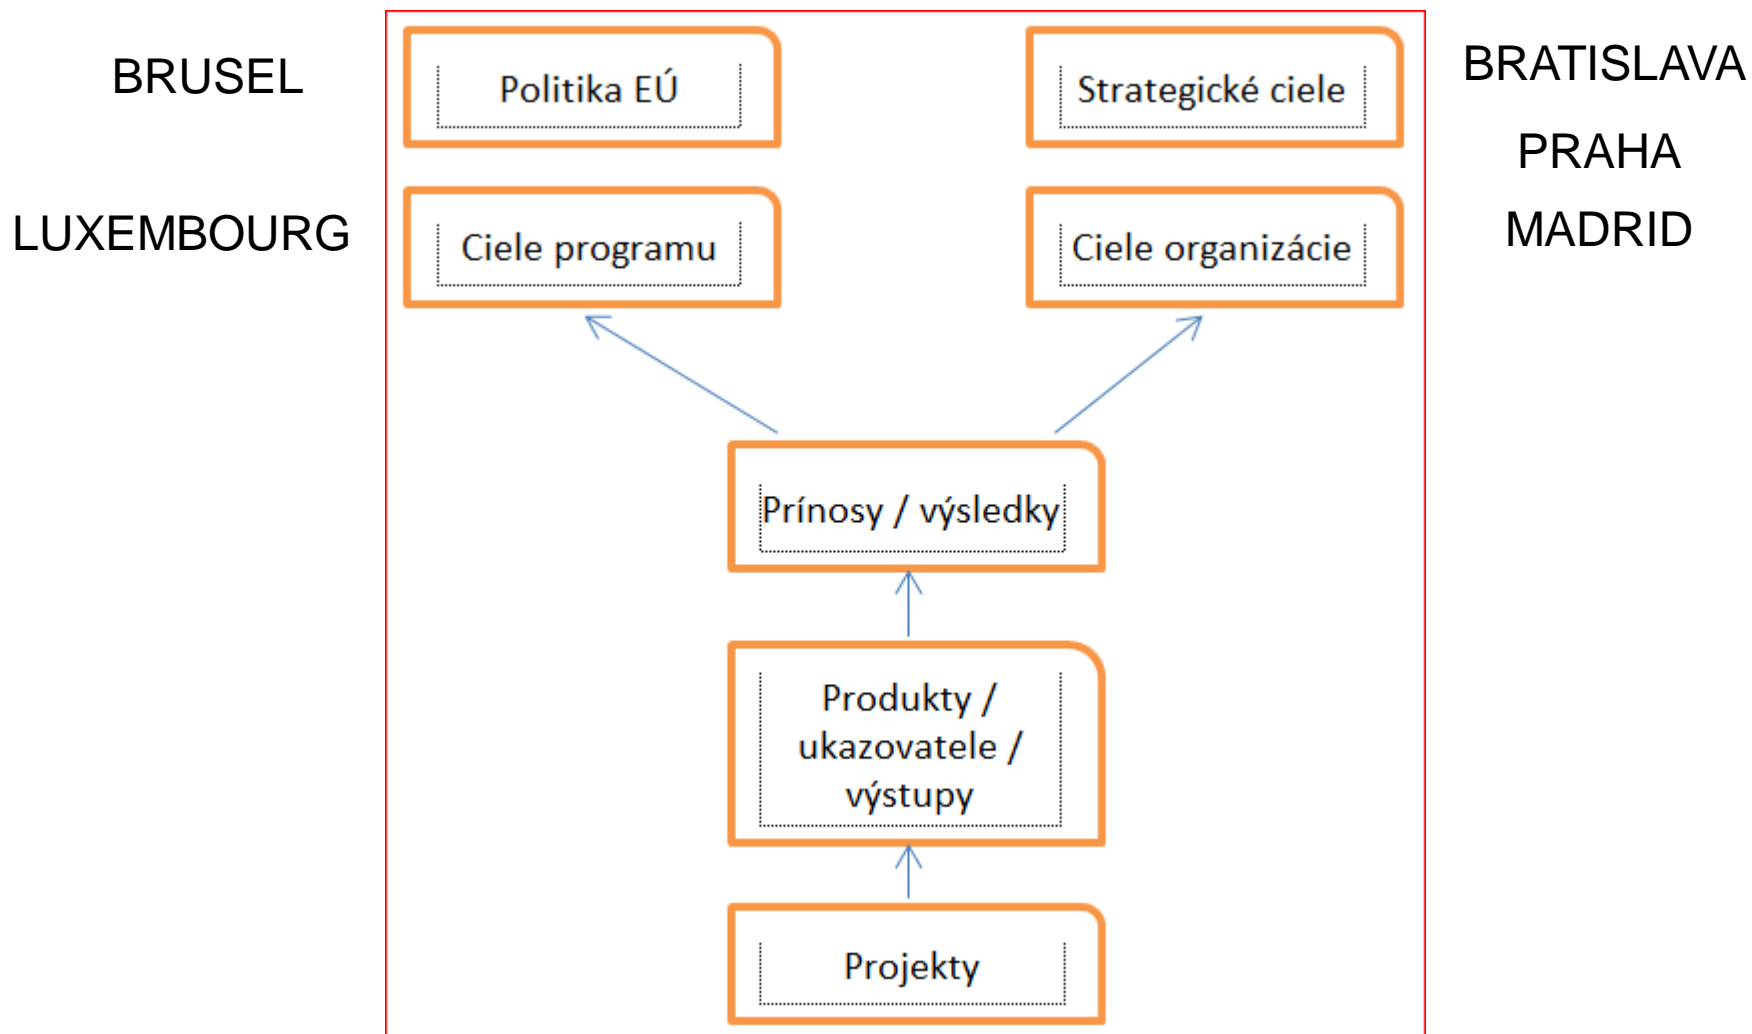 BRUSEL
Politika EÚ
Strategické ciele
BRATISLAVA
PRAHA
LUXEMBOURG
Ciele programu
Ciele organizácie
MADRID
Prínosy / výsledky
Produkty /
ukazovatele /
výstupy
Projekty